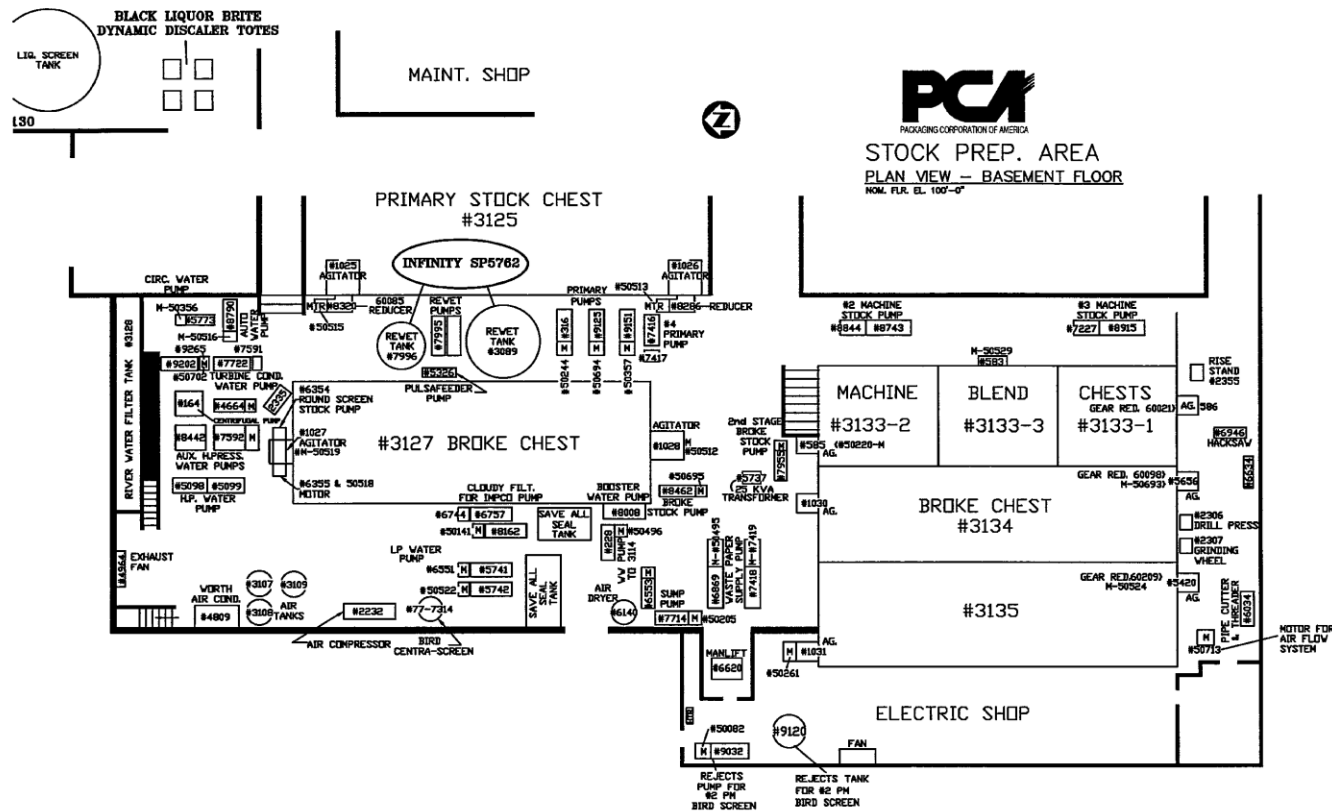 BLACK LIQUOR BRITE
DYNAMIC DISCALER TOTES
LIQ. SCREEN
TANK
130
MAINT. SHOP
Z
PCA
PACKAGING CORPORATION OF AMERICA
STOCK PREP. AREA
PLAN VIEW - BASEMENT FLOOR
NOM. FLR. EL. 100'-0"
PRIMARY STOCK CHEST
#3125
INFINITY SP5762
#1025
AGITATOR
#1026
AGITATOR
CIRC. WATER
PUMP
M-50356
#5773
M-50516
#8790
AUTO
WATER
PUMP
MTR
#8320
#50515
60085
REDUCER
REWET
PUMPS
#7995
REWET
TANK
#7996
REWET
TANK
#3089
PRIMARY
PUMPS
#50513
MTR
#8286
REDUCER
#316
M
#9125
M
#9151
M
#7416
#4
PRIMARY
PUMP
#7417
#50244
#50694
#50357
#5326
PULSAFEEDER
PUMP
#2 MACHINE
STOCK PUMP
#8844
#8743
#3 MACHINE
STOCK PUMP
#7227
#8915
RIVER WATER FILTER TANK #3128
#9265
#9202
M
#50702
#7591
#7722
TURBINE COND.
WATER PUMP
#164
#4664
M
CENTRIFUGAL PUMP
2335
#8442
#7592
M
AUX. H.PRESS.
WATER PUMPS
#5098
#5099
H.P. WATER
PUMP
#6354
ROUND SCREEN
STOCK PUMP
#1027
AGITATOR
#M-50519
#6355 & 50518
MOTOR
#3127 BROKE CHEST
AGITATOR
#1028
M
#50512
M-50529
#583
MACHINE
#3133-2
BLEND
#3133-3
CHESTS
GEAR RED. 60021)
#3133-1
AG.
586
RISE
STAND
#2355
#6946
HACKSAW
#6634
2nd STAGE
BROKE
STOCK
PUMP
#7955
M
#585
(#50220-M
AG.
#5737
25 KVA
TRANSFORMER
#50695
#8462
M
BROKE
STOCK PUMP
BOOSTER
WATER PUMP
#8008
CLOUDY FILT.
FOR IMPCO PUMP
#6744
#6757
#50141
M
#8162
SAVE ALL
SEAL
TANK
#228
M
#50496
WW PUMP
TO 3114
#1030
AG.
BROKE CHEST
#3134
GEAR RED. 60098)
M-50693)
#5656
AG.
#2306
DRILL PRESS
#2307
GRINDING
WHEEL
LP WATER
PUMP
#6551
M
#5741
#50522
M
#5742
SAVE ALL
SEAL
TANK
#6553
M
AIR
DRYER
#6140
SUMP
PUMP
#7714
M
#50205
#6869
M-#50495
WASTE PAPER
SUPPLY PUMP
#7418
M-#7419
#3135
GEAR RED.60209)
M-50524
#5420
AG.
#6034
PIPE CUTTER
& THREADER
M
#50713
MOTOR FOR
AIR FLOW
SYSTEM
#4964
EXHAUST
FAN
WORTH
AIR COND.
#4809
#3107
#3109
#3108
AIR
TANKS
#2232
AIR COMPRESSOR
#77-7314
BIRD
CENTRA-SCREEN
MANLIFT
#6620
AG.
M
#1031
#50261
ELECTRIC SHOP
#50082
M
#9032
REJECTS
PUMP FOR
#2 PM
BIRD SCREEN
#9120
REJECTS TANK
FOR #2 PM
BIRD SCREEN
FAN